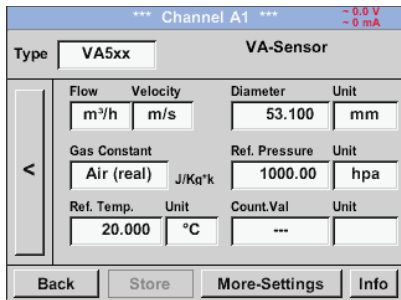 *** Channel A1 ***
~ 0.0 V
~ 0 mA
Type VA5xx VA-Sensor
Flow Velocity Diameter Unit
m³/h m/s 53.100 mm
Gas Constant Ref. Pressure Unit
< Air (real) J/Kg*k 1000.00 hpa
Ref. Temp. Unit Count.Val Unit
20.000 °C ---
Back Store More-Settings Info